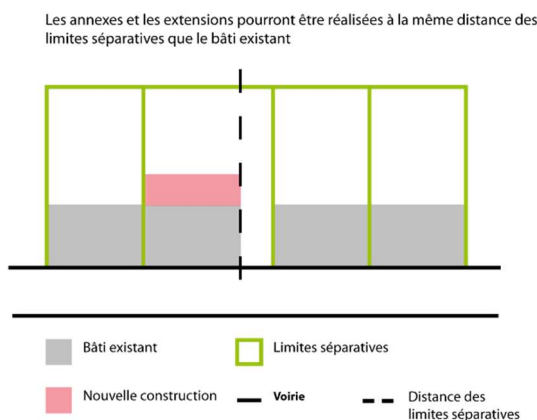 Les annexes et les extensions pourront être réalisées à la même distance des
limites séparatives que le bâti existant
Bâti existant
Limites séparatives
Nouvelle construction
Voirie
Distance des
limites séparatives